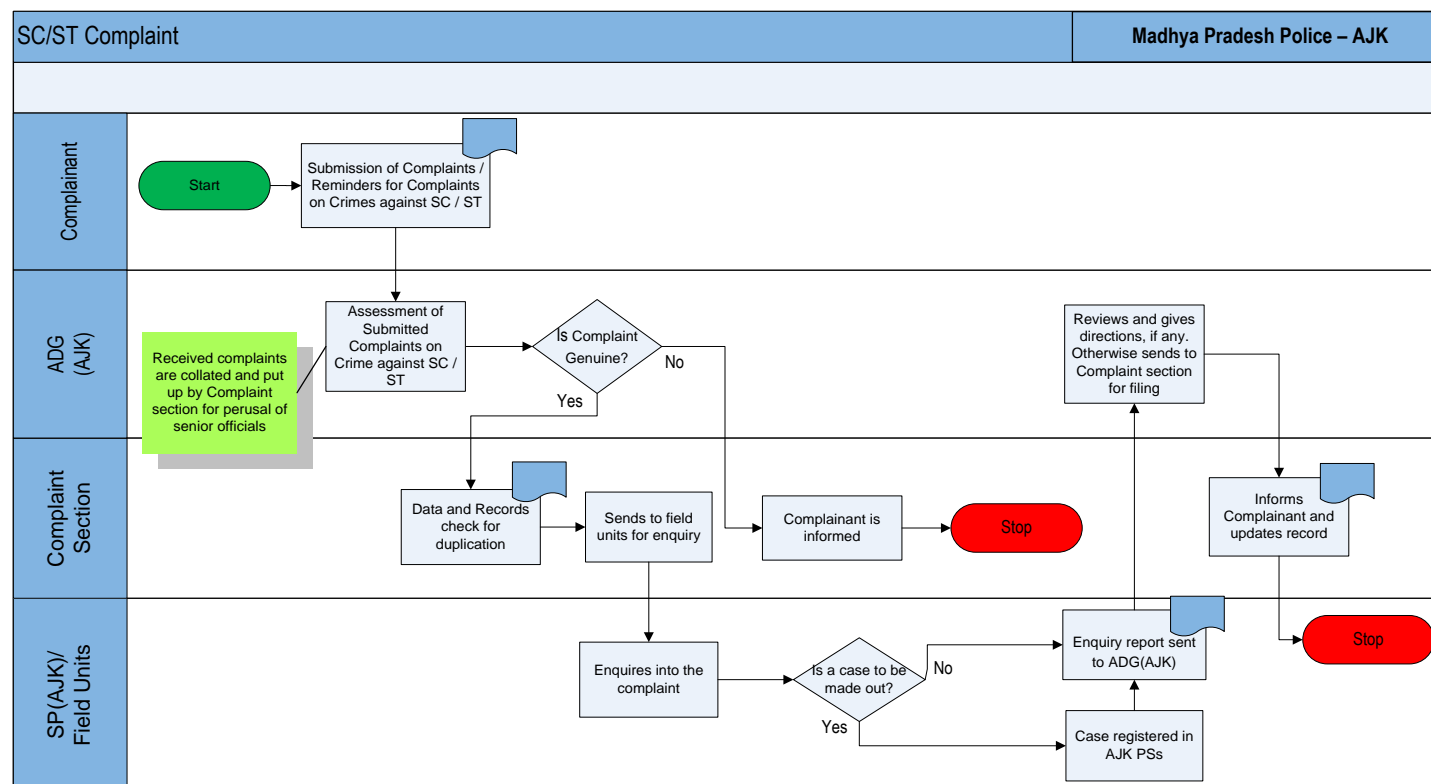 SC/ST Complaint
Madhya Pradesh Police – AJK
Complainant
Start
Submission of Complaints /
Reminders for Complaints
on Crimes against SC / ST
ADG
(AJK)
Received complaints
are collated and put
up by Complaint
section for perusal of
senior officials
Assessment of
Submitted
Complaints on
Crime against SC /
ST
Is Complaint
Genuine?
No
Yes
Reviews and gives
directions, if any.
Otherwise sends to
Complaint section
for filing
Complaint
Section
Data and Records
check for
duplication
Sends to field
units for enquiry
Complainant is
informed
Stop
Informs
Complainant and
updates record
SP(AJK)/
Field Units
Enquires into the
complaint
Is a case to be
made out?
No
Yes
Enquiry report sent
to ADG(AJK)
Case registered in
AJK PSs
Stop